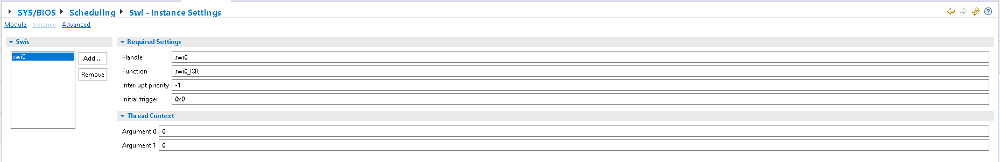 SYS/BIOS Scheduling Swi - Instance Settings
Module Instance Advanced
Swis
swi0
Add ...
Remove
Required Settings
Handle swi0
Function swi0_ISR
Interrupt priority -1
Initial trigger 0x0
Thread Context
Argument 0 0
Argument 1 0